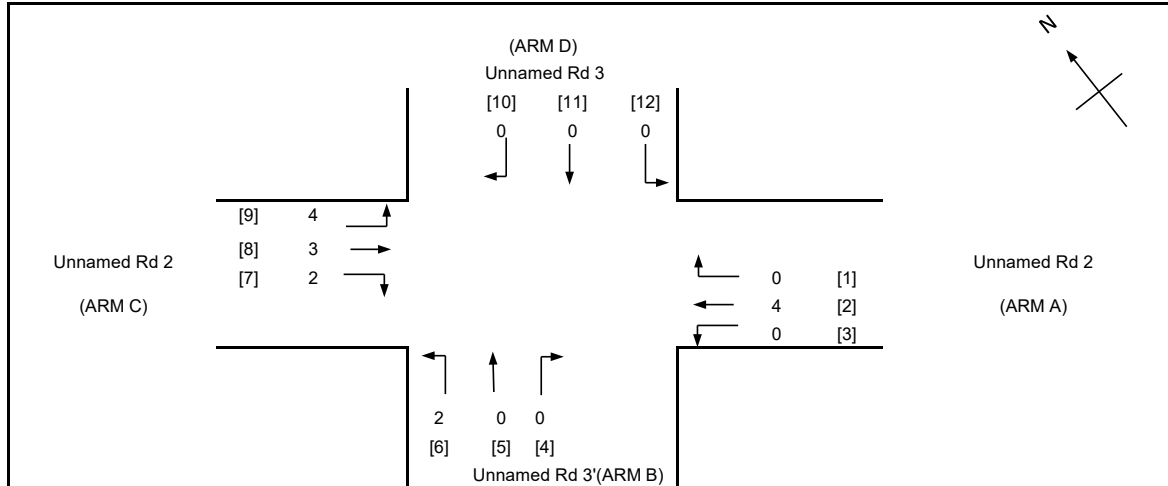 N
(ARM D)
Unnamed Rd 3
[10] [11] [12]
0 0 0
[9] 4
[8] 3
[7] 2
Unnamed Rd 2
(ARM C)
0 [1]
4 [2]
0 [3]
Unnamed Rd 2
(ARM A)
2 0 0
[6] [5] [4]
Unnamed Rd 3'(ARM B)